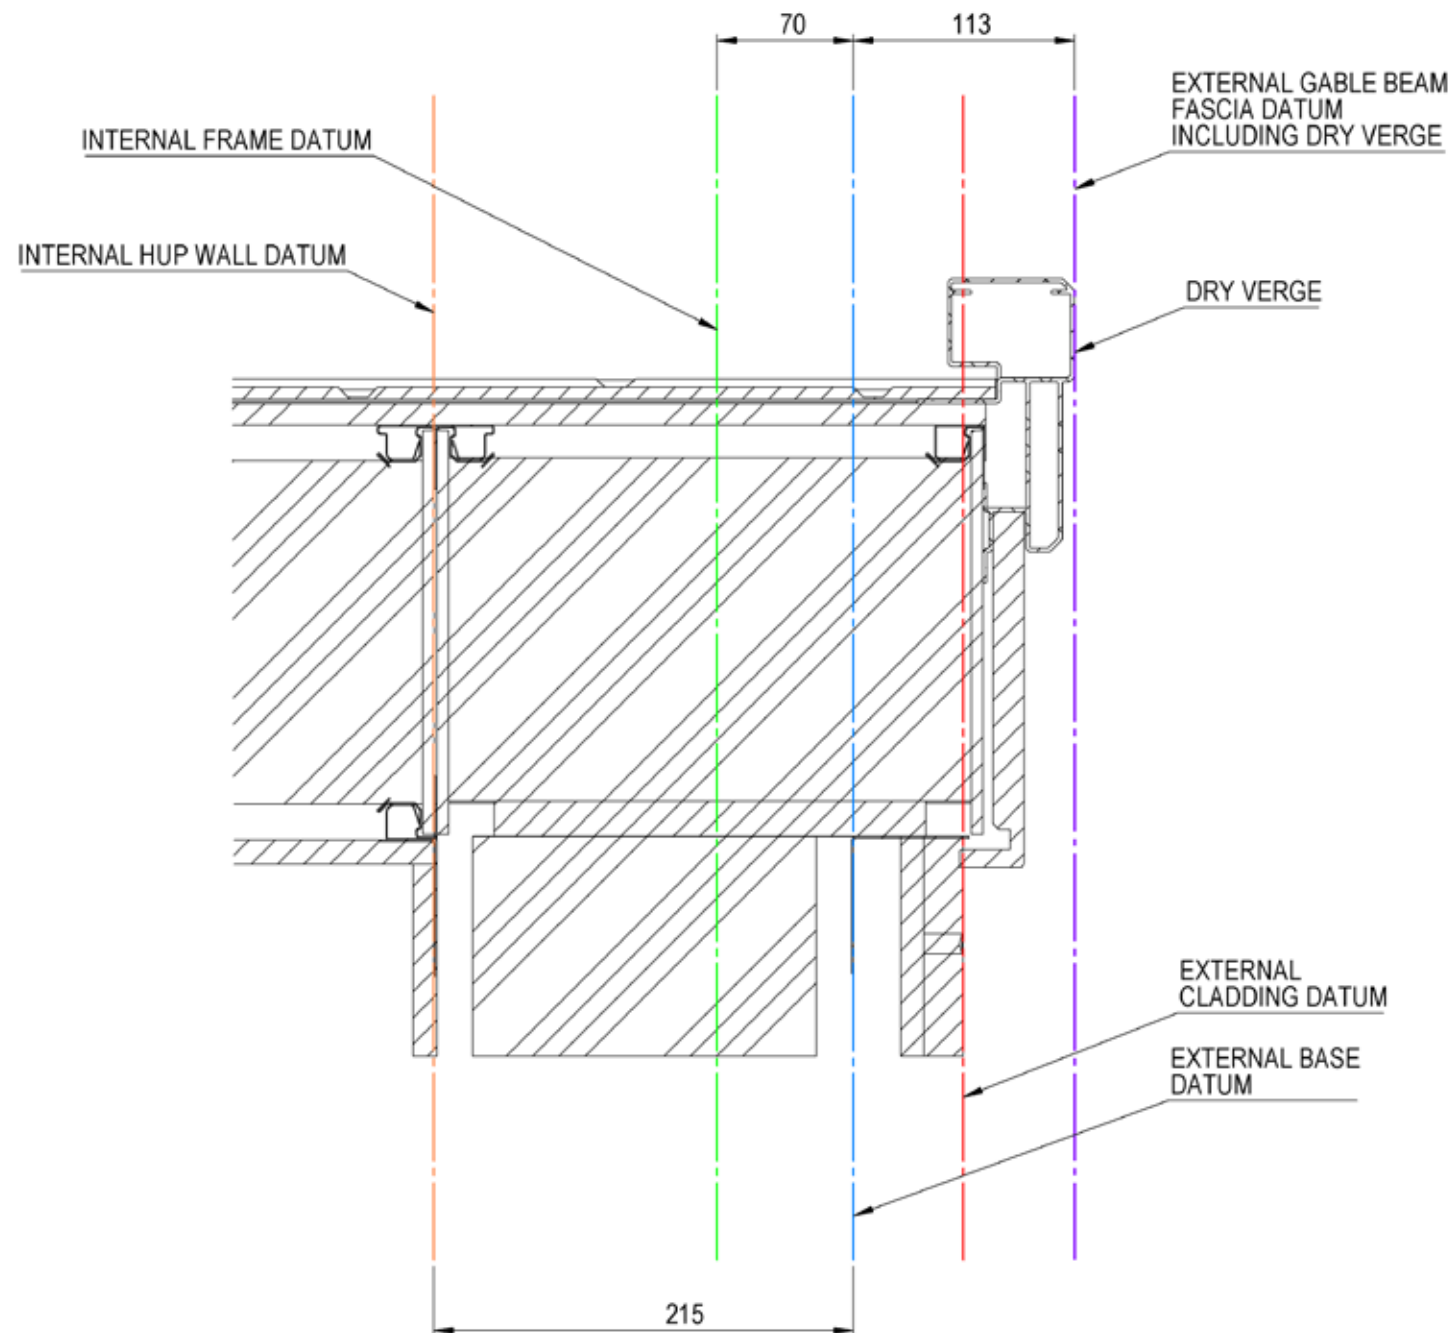 70
113
EXTERNAL GABLE BEAM
FASCIA DATUM
INCLUDING DRY VERGE
INTERNAL FRAME DATUM
INTERNAL HUP WALL DATUM
DRY VERGE
EXTERNAL
CLADDING DATUM
EXTERNAL BASE
DATUM
215